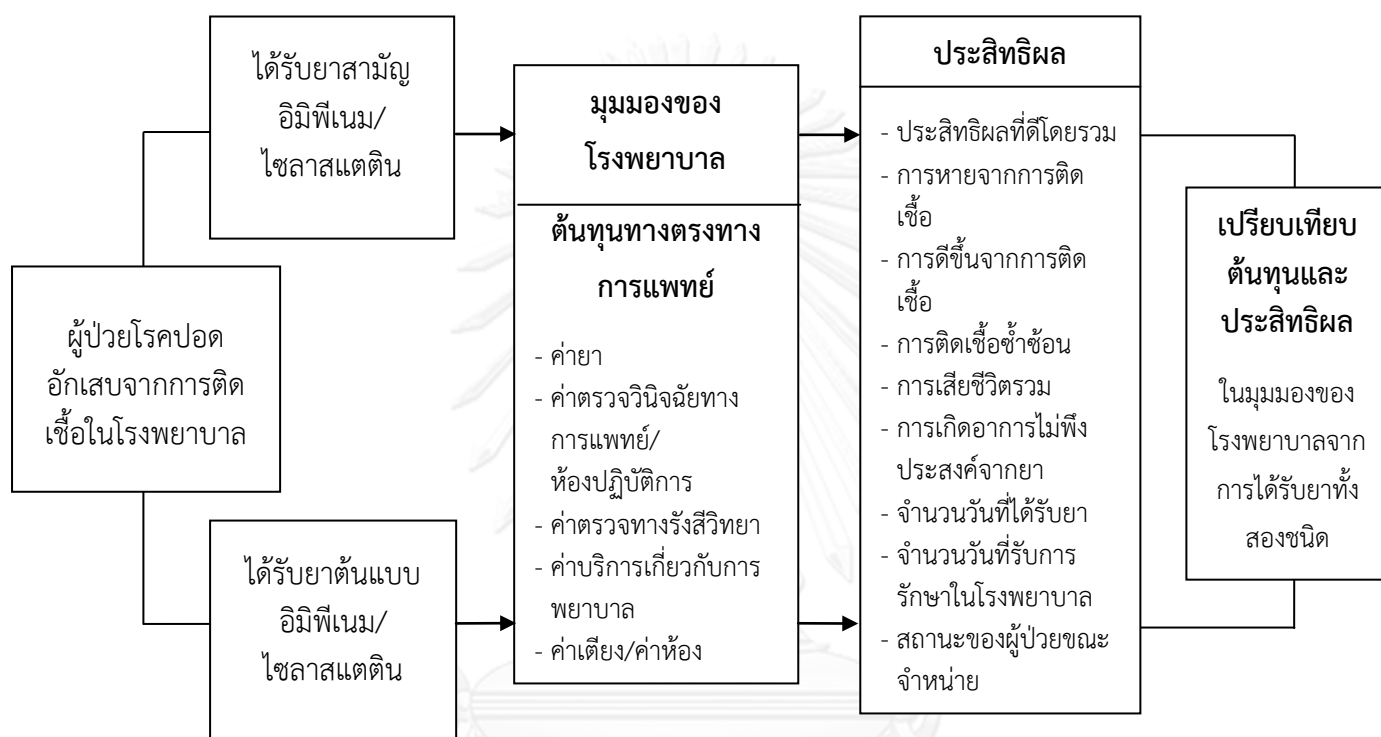 ผู้ป่วยโรคปอด
อักเสบจากการติด
เชื้อในโรงพยาบาล
ได้รับยาสามัญ
อิมิพีเนม/
ไซลาสแตติน
ได้รับยาต้นแบบ
อิมิพีเนม/
ไซลาสแตติน
มุมมองของ
โรงพยาบาล
ต้นทุนทางตรงทาง
การแพทย์
- ค่ายา
- ค่าตรวจวินิจฉัยทาง
การแพทย์/
ห้องปฏิบัติการ
- ค่าตรวจทางรังสีวิทยา
- ค่าบริการเกี่ยวกับการ
พยาบาล
- ค่าเตียง/ค่าห้อง
ประสิทธิผล
- ประสิทธิผลที่ดีโดยรวม
- การหายจากการติด
เชื้อ
- การดีขึ้นจากการติด
เชื้อ
- การติดเชื้อซ้ำซ้อน
- การเสียชีวิตรวม
- การเกิดอาการไม่พึง
ประสงค์จากยา
- จำนวนวันที่ได้รับยา
- จำนวนวันที่รับการ
รักษาในโรงพยาบาล
- สถานะของผู้ป่วยขณะ
จำหน่าย
เปรียบเทียบ
ต้นทุนและ
ประสิทธิผล
ในมุมมองของ
โรงพยาบาลจาก
การได้รับยาทั้ง
สองชนิด